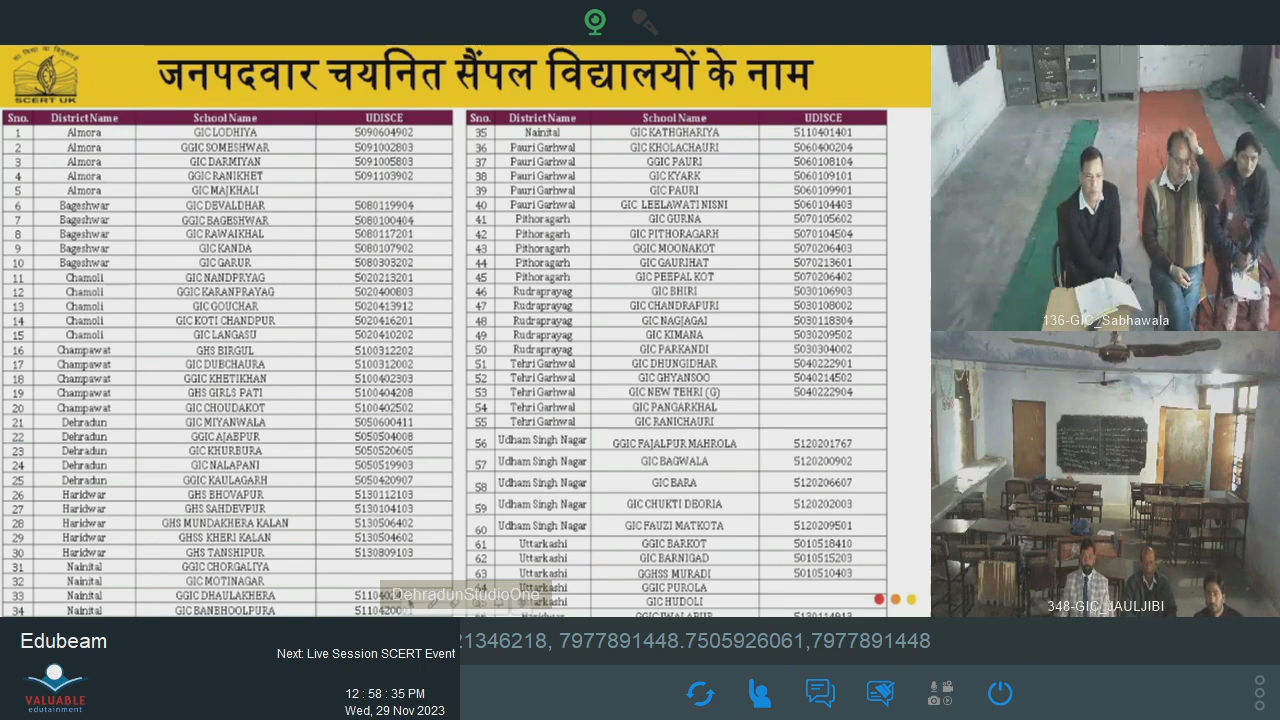 जनपदवार चयनित सैंपल विद्यालयों के नाम
SCERT UK
Sno. District Name School Name UDISCE
1 Almora GIC LODHIYA 5090604902
2 Almora GGIC SOMESHWAR 5091002803
3 Almora GIC DARMIYAN 5091005803
4 Almora GGIC RANIKHET 5091103902
5 Almora GIC MAJKHALI
6 Bageshwar GIC DEVALDHAR 5080119904
7 Bageshwar GGIC BAGESHWAR 5080100404
8 Bageshwar GIC RAWAIKHAL 5080117201
9 Bageshwar GIC KANDA 5080107902
10 Bageshwar GIC GARUR 5080303202
11 Chamoli GIC NANDPRYAG 5020213201
12 Chamoli GGIC KARANPRAYAG 5020400803
13 Chamoli GIC GOUCHAR 5020413912
14 Chamoli GIC KOTI CHANDPUR 5020416201
15 Chamoli GIC LANGASU 5020410202
16 Champawat GHS BIRGUL 5100312202
17 Champawat GIC DUBCHAURA 5100312002
18 Champawat GGIC KHETIKHAN 5100402303
19 Champawat GHS GIRLS PATI 5100404208
20 Champawat GIC CHOUDAKOT 5100402502
21 Dehradun GIC MIYANWALA 5050600411
22 Dehradun GGIC AJABPUR 5050504008
23 Dehradun GIC KHURBURA 5050520605
24 Dehradun GIC NALAPANI 5050519903
25 Dehradun GGIC KAULAGARH 5050420907
26 Haridwar GHS BHOVAPUR 5130112103
27 Haridwar GHS SAHDEVPUR 5130104103
28 Haridwar GHS MUNDAKHERA KALAN 5130506402
29 Haridwar GHSS KHERI KALAN 5130504602
30 Haridwar GHS TANSHIPUR 5130809103
31 Nainital GGIC CHORGALIYA
32 Nainital GIC MOTINAGAR
33 Nainital GGIC DHAULAKHERA
34 Nainital GIC BANBHOOLPURA
Sno. District Name School Name UDISCE
35 Nainital GIC KATHGHARIYA 5110401401
36 Pauri Garhwal GIC KHOLACHAURI 5060400204
37 Pauri Garhwal GGIC PAURI 5060108104
38 Pauri Garhwal GIC KYARK 5060109101
39 Pauri Garhwal GIC PAURI 5060109901
40 Pauri Garhwal GIC LEELAWATI NISNI 5060104403
41 Pithoragarh GIC GURNA 5070105602
42 Pithoragarh GIC PITHORAGARH 5070104504
43 Pithoragarh GGIC MOONAKOT 5070206403
44 Pithoragarh GIC GAURIHAT 5070213601
45 Pithoragarh GIC PEEPAL KOT 5070206402
46 Rudraprayag GIC BHIRI 5030106903
47 Rudraprayag GIC CHANDRAPURI 5030108002
48 Rudraprayag GIC NAGJAGAI 5030118304
49 Rudraprayag GIC KIMANA 5030209502
50 Rudraprayag GIC PARKANDI 5030304002
51 Tehri Garhwal GIC DHUNGIDHAR 5040222901
52 Tehri Garhwal GIC GHYANSOO 5040214502
53 Tehri Garhwal GIC NEW TEHRI (G) 5040222904
54 Tehri Garhwal GIC PANGARKHAL
55 Tehri Garhwal GIC RANICHAURI
56 Udham Singh Nagar GGIC FAJALPUR MAHROLA 5120201767
57 Udham Singh Nagar GIC BAGWALA 5120200902
58 Udham Singh Nagar GIC BARA 5120206607
59 Udham Singh Nagar GIC CHUKTI DEORIA 5120202003
60 Udham Singh Nagar GIC FAUZI MATKOTA 5120209501
61 Uttarkashi GGIC BARKOT 5010518410
62 Uttarkashi GIC BARNIGAD 5010515203
63 Uttarkashi GGHSS MURADI 5010510403
64 Uttarkashi GGIC PUROLA
GIC HUDOLI
DehradunStudioOne
136-GIC_Sabhawala
348-GIC_JAULJIBI
Edubeam
Next: Live Session SCERT Event
21346218, 7977891448.7505926061,7977891448
VALUABLE
edutainment
12 : 58 : 35 PM
Wed, 29 Nov 2023